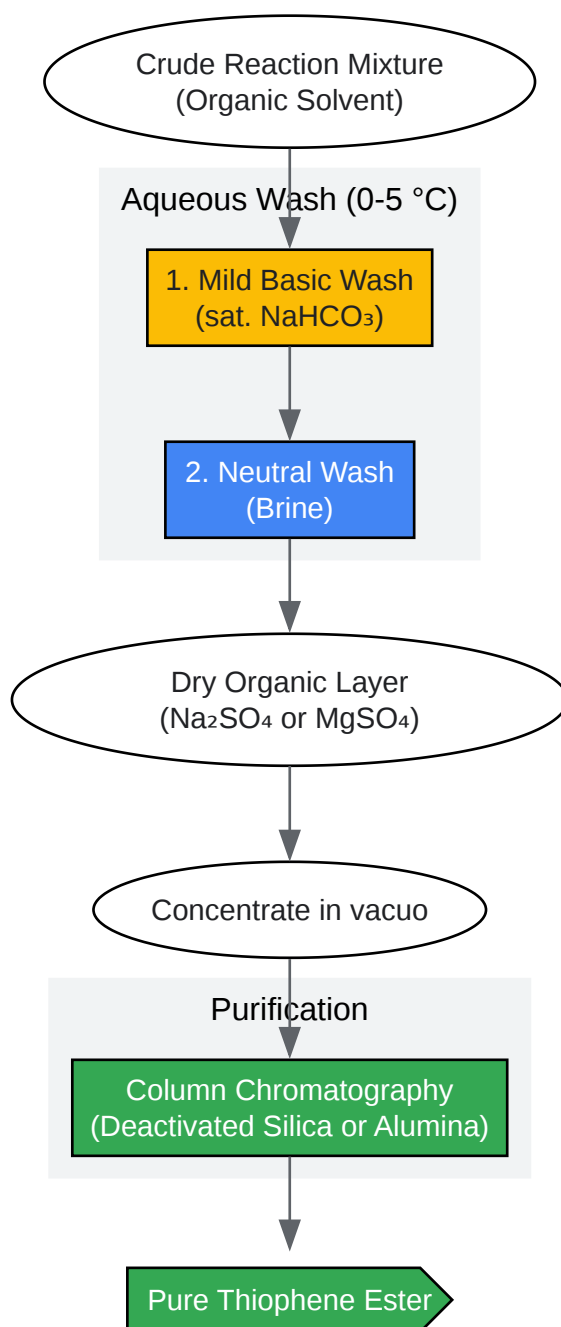 Crude Reaction Mixture
(Organic Solvent)
Aqueous Wash (0-5 °C)
1. Mild Basic Wash
(sat. NaHCO₃)
2. Neutral Wash
(Brine)
Dry Organic Layer
(Na₂SO₄ or MgSO₄)
Concentrate in vacuo
Purification
Column Chromatography
(Deactivated Silica or Alumina)
Pure Thiophene Ester